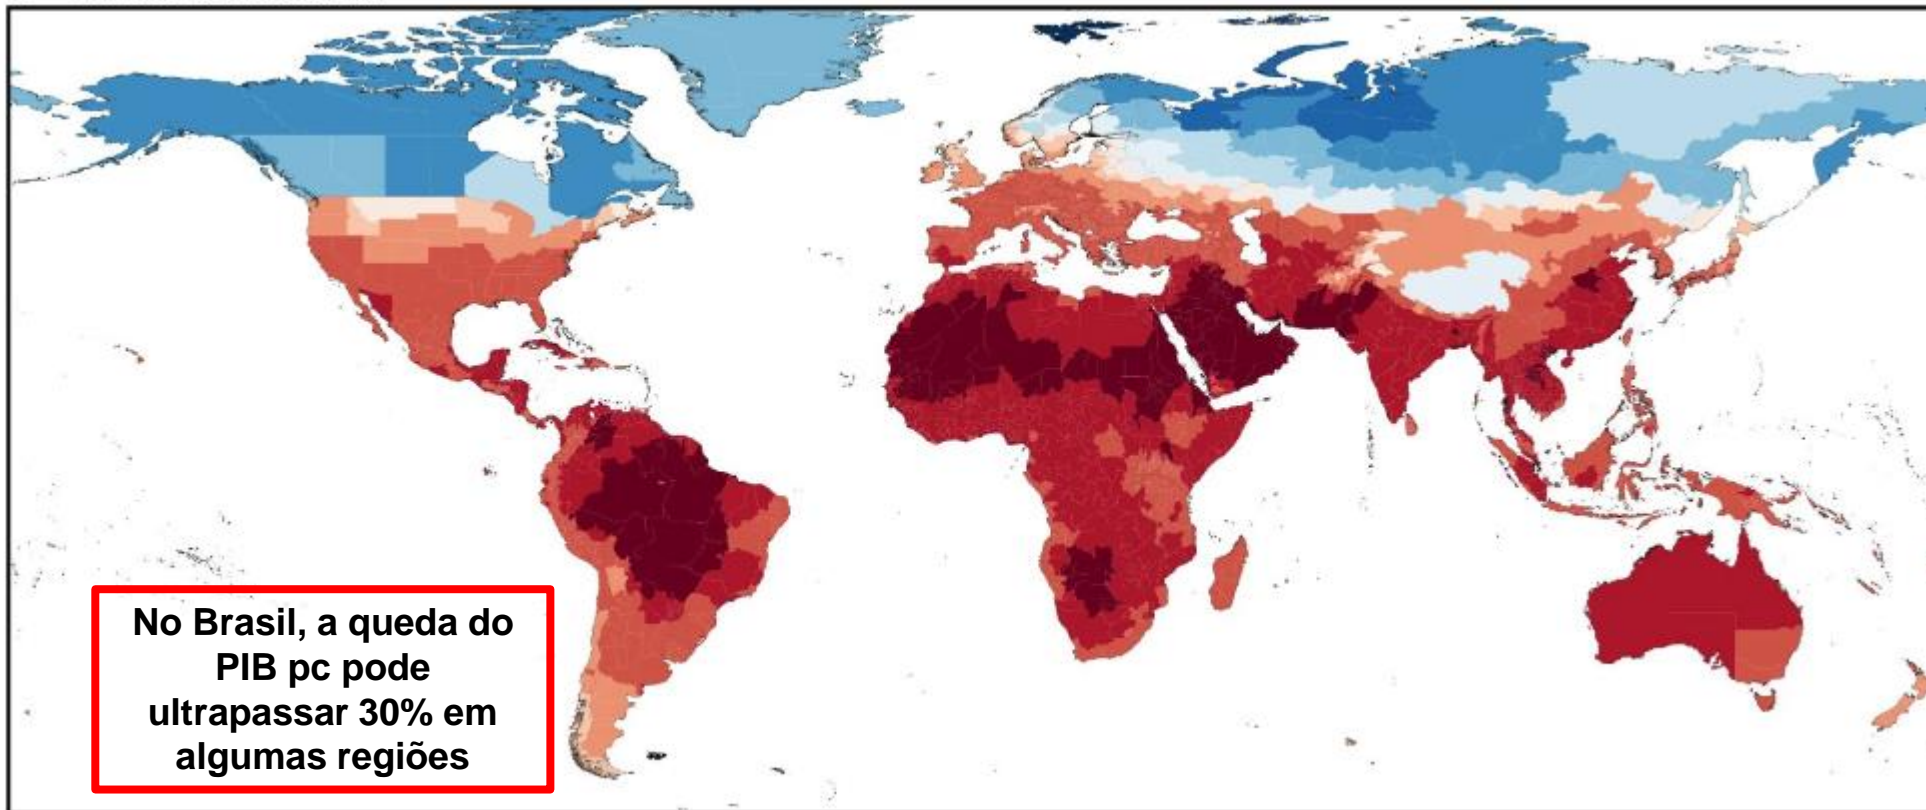 No Brasil, a queda do
PIB pc pode
ultrapassar 30% em
algumas regiões